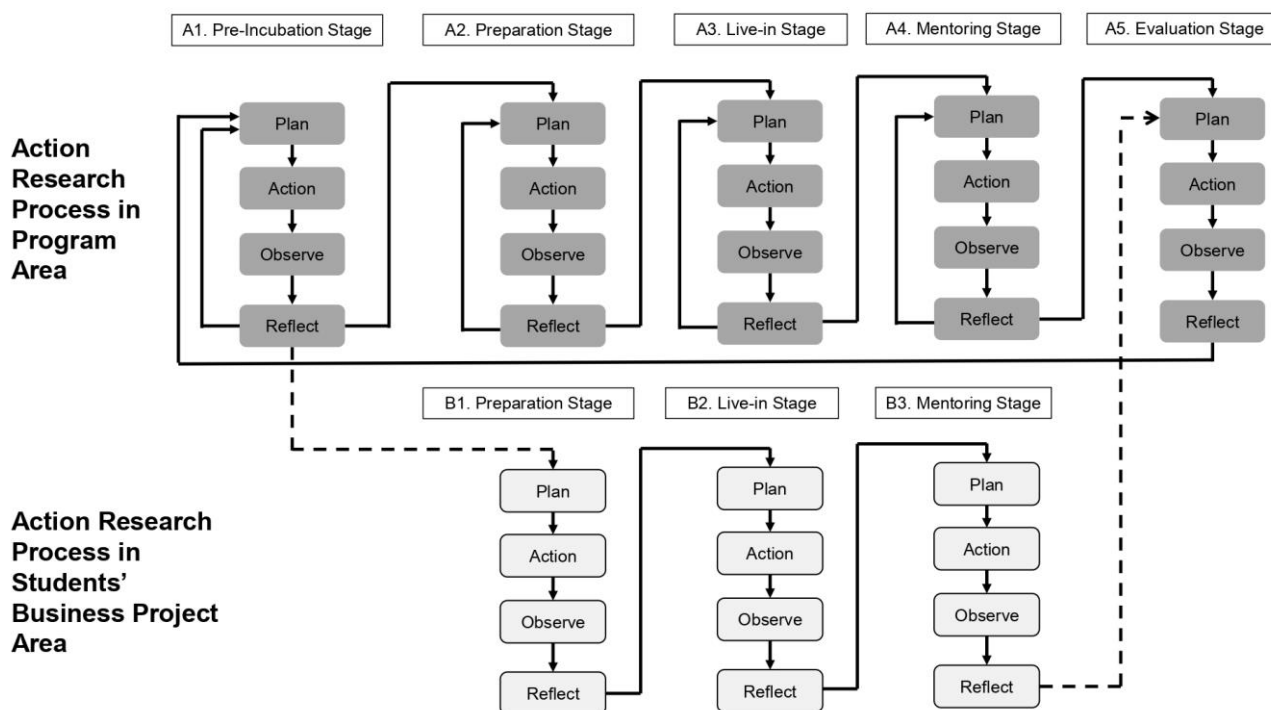 A1. Pre-Incubation Stage
A2. Preparation Stage
A3. Live-in Stage
A4. Mentoring Stage
A5. Evaluation Stage
Action
Research
Process in
Program
Area
Plan
Action
Observe
Reflect
Plan
Action
Observe
Reflect
Plan
Action
Observe
Reflect
Plan
Action
Observe
Reflect
Plan
Action
Observe
Reflect
B1. Preparation Stage
B2. Live-in Stage
B3. Mentoring Stage
Action Research
Process in
Students’
Business Project
Area
Plan
Action
Observe
Reflect
Plan
Action
Observe
Reflect
Plan
Action
Observe
Reflect